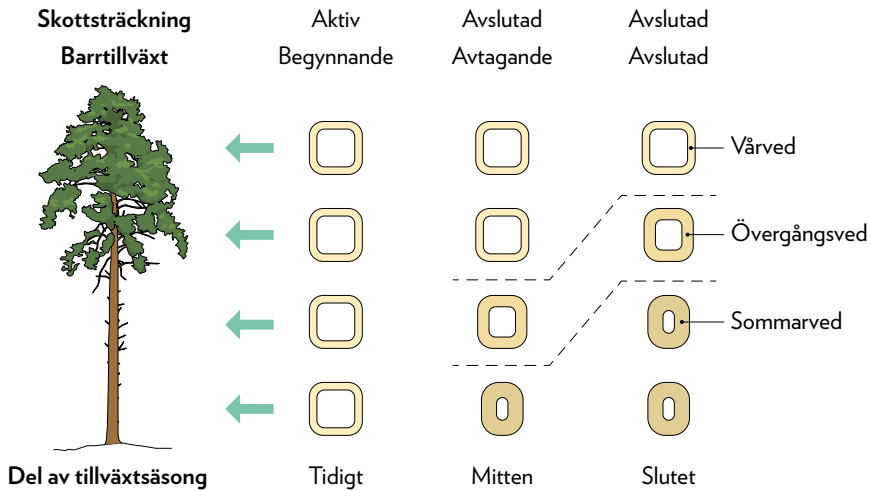 Skottsträckning Aktiv Avslutad Avslutad
Barrtillväxt Begynnande Avtagande Avslutad
Vårved
Övergångsved
Sommarved
Del av tillväxtsäsong Tidigt Mitten Slutet